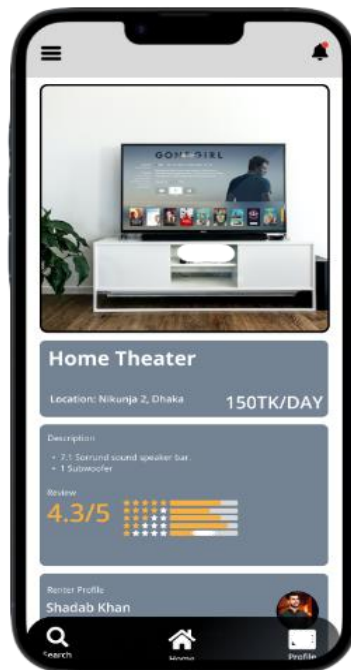 GONE GIRL
Home Theater
Location: Nikunja 2, Dhaka
150TK/DAY
Description
7.1 Sorrund sound speaker bar.
1 Subwoofer
Review
4.3/5
Renter Profile
Shadab Khan
Search
Home
Profile